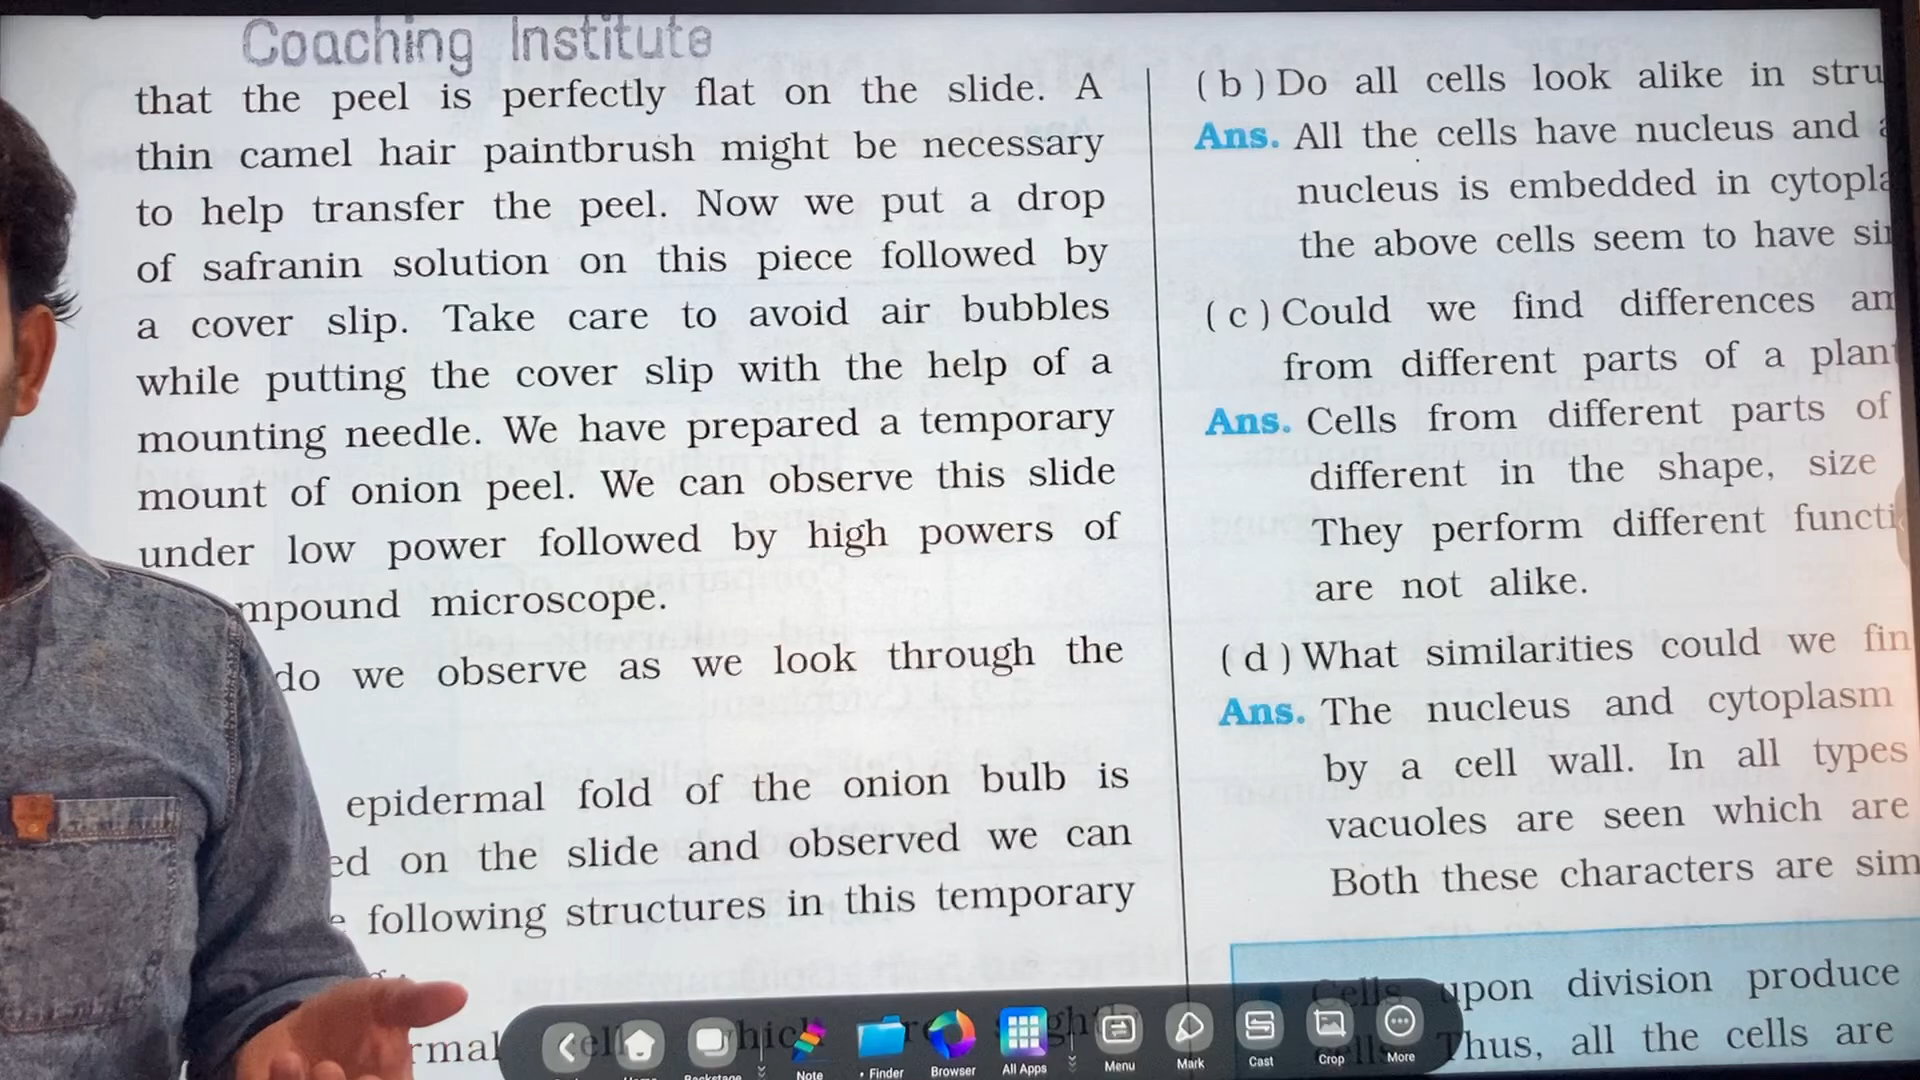 Coaching Institute
that the peel is perfectly flat on the slide. A
thin camel hair paintbrush might be necessary
to help transfer the peel. Now we put a drop
of safranin solution on this piece followed by
a cover slip. Take care to avoid air bubbles
while putting the cover slip with the help of a
mounting needle. We have prepared a temporary
mount of onion peel. We can observe this slide
under low power followed by high powers of
mpound microscope.
do we observe as we look through the
epidermal fold of the onion bulb is
ed on the slide and observed we can
e following structures in this temporary
rmal
(b) Do all cells look alike in stru
Ans. All the cells have nucleus and
nucleus is embedded in cytopla
the above cells seem to have si
(c) Could we find differences am
from different parts of a plan
Ans. Cells from different parts of
different in the shape, size
They perform different functi
are not alike.
(d) What similarities could we fin
Ans. The nucleus and cytoplasm
by a cell wall. In all types
vacuoles are seen which are
Both these characters are sim
Cells upon division produce
cells Thus, all the cells are
Note
• Finder
Browser
All Apps
Menu
Mark
Cast
Crop
More